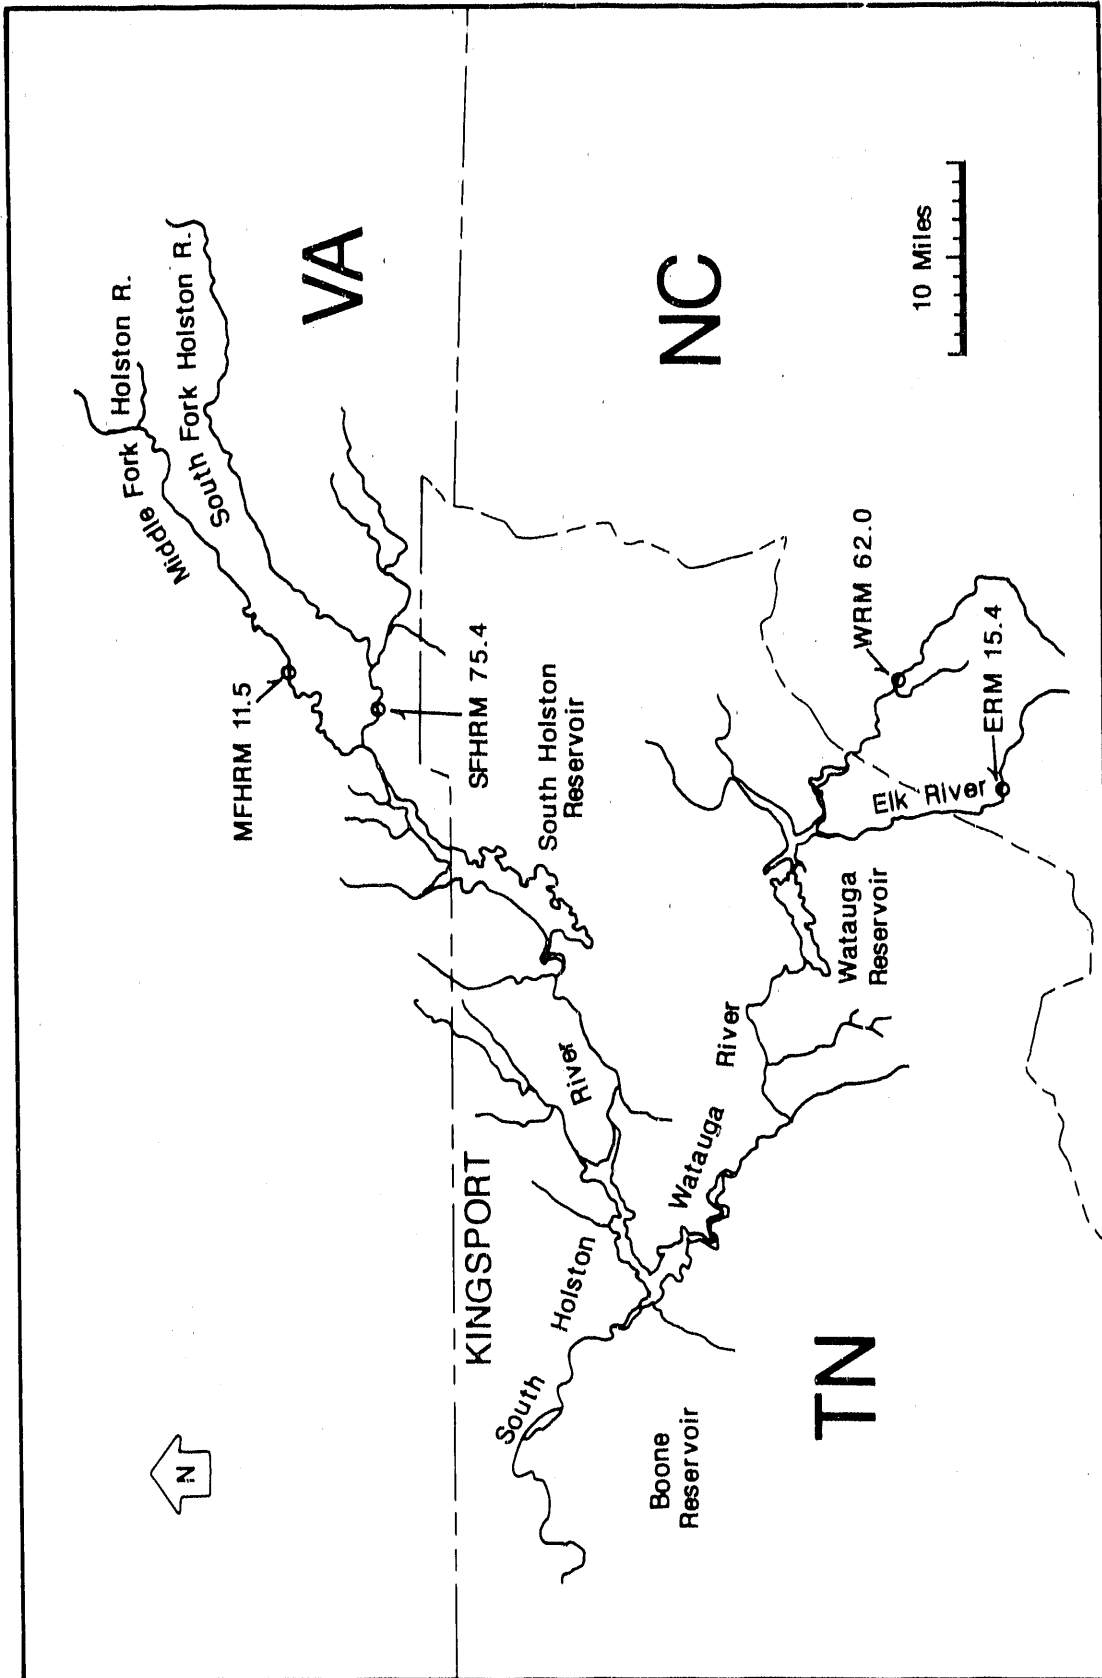 N
Middle Fork Holston R.
South Fork Holston R.
VA
MFHRM 11.5
SFHRM 75.4
KINGSPORT
South Holston
Reservoir
South Holston River
NC
Watauga River
WRM 62.0
Boone
Reservoir
Watauga
Reservoir
Elk River
10 Miles
TN
ERM 15.4